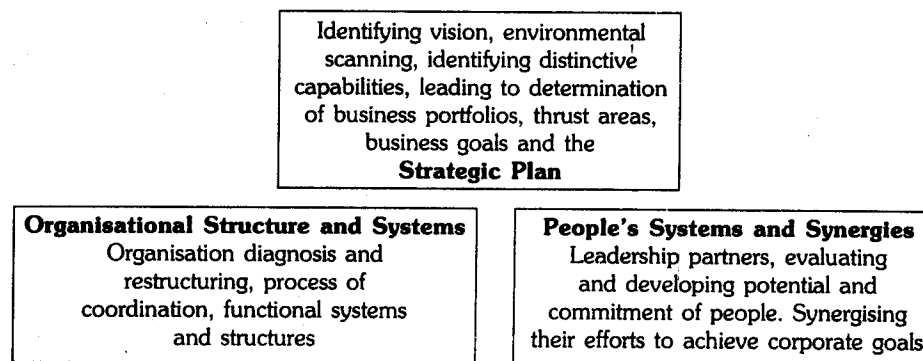 Identifying vision, environmental
scanning, identifying distinctive
capabilities, leading to determination
of business portfolios, thrust areas,
business goals and the
Strategic Plan
Organisational Structure and Systems
Organisation diagnosis and
restructuring, process of
coordination, functional systems
and structures
People's Systems and Synergies
Leadership partners, evaluating
and developing potential and
commitment of people. Synergising
their efforts to achieve corporate goals